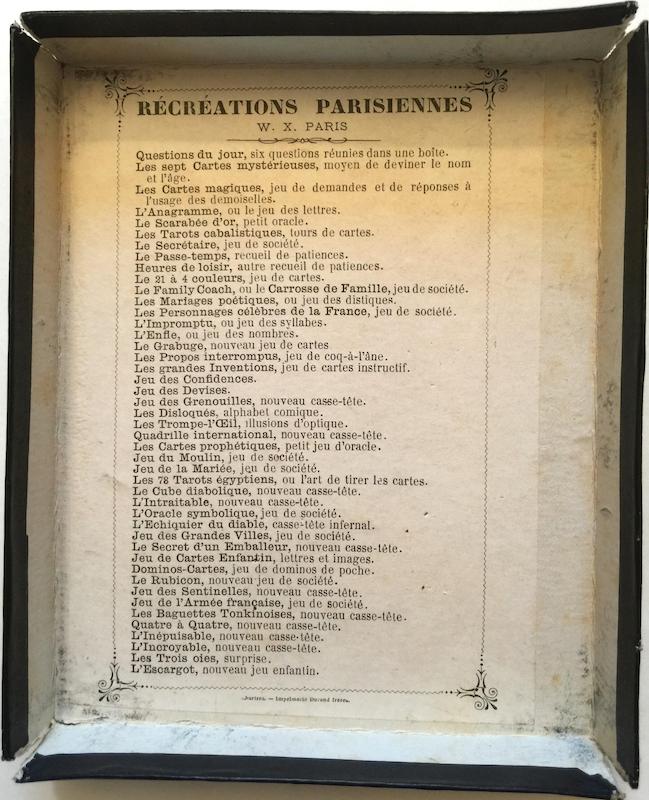 RÉCRÉATIONS PARISIENNES
W. X. PARIS
Questions du jour, six questions réunies dans une boîte.
Les sept Cartes mystérieuses, moyen de deviner le nom
et l'âge.
Les Cartes magiques, jeu de demandes et de réponses à
l'usage des demoiselles.
L'Anagramme, ou le jeu des lettres.
Le Scarabée d'or, petit oracle.
Les Tarots cabalistiques, tours de cartes.
Le Secrétaire, jeu de société.
Le Passe-temps, recueil de patiences.
Heures de loisir, autre recueil de patiences.
Le 21 à 4 couleurs, jeu de cartes.
Le Family Coach, ou le Carrosse de Famille, jeu de société.
Les Mariages poétiques, ou jeu des distiques.
Les Personnages célèbres de la France, jeu de société.
L'Impromptu, ou jeu des syllabes.
L'Enfle, ou jeu des nombres.
Le Grabuge, nouveau jeu de cartes
Les Propos interrompus, jeu de coq-à-l'âne.
Les grandes Inventions, jeu de cartes instructif.
Jeu des Confidences.
Jeu des Devises.
Jeu des Grenouilles, nouveau casse-tête.
Les Disloqués, alphabet comique.
Les Trompe-l'Œil, illusions d'optique.
Quadrille international, nouveau casse-tête.
Les Cartes prophétiques, petit jeu d'oracle.
Jeu du Moulin, jeu de société.
Jeu de la Mariée, jeu de société.
Les 78 Tarots égyptiens, ou l'art de tirer les cartes.
Le Cube diabolique, nouveau casse-tête.
L'Intraitable, nouveau casse-tête.
L'Oracle symbolique, jeu de société.
L'Echiquier du diable, casse-tête infernal.
Jeu des Grandes Villes, jeu de société.
Le Secret d'un Emballeur, nouveau casse-tête.
Jeu de Cartes Enfantin, lettres et images.
Dominos-Cartes, jeu de dominos de poche.
Le Rubicon, nouveau jeu de société.
Jeu des Sentinelles, nouveau casse-tête.
Jeu de l'Armée française, jeu de société.
Les Baguettes Tonkinoises, nouveau casse-tête.
Quatre à Quatre, nouveau casse-tête.
L'Inépuisable, nouveau casse-tête.
L'Incroyable, nouveau casse-tête.
Les Trois oies, surprise.
L'Escargot, nouveau jeu enfantin.
— Imprimerie Durand frères.